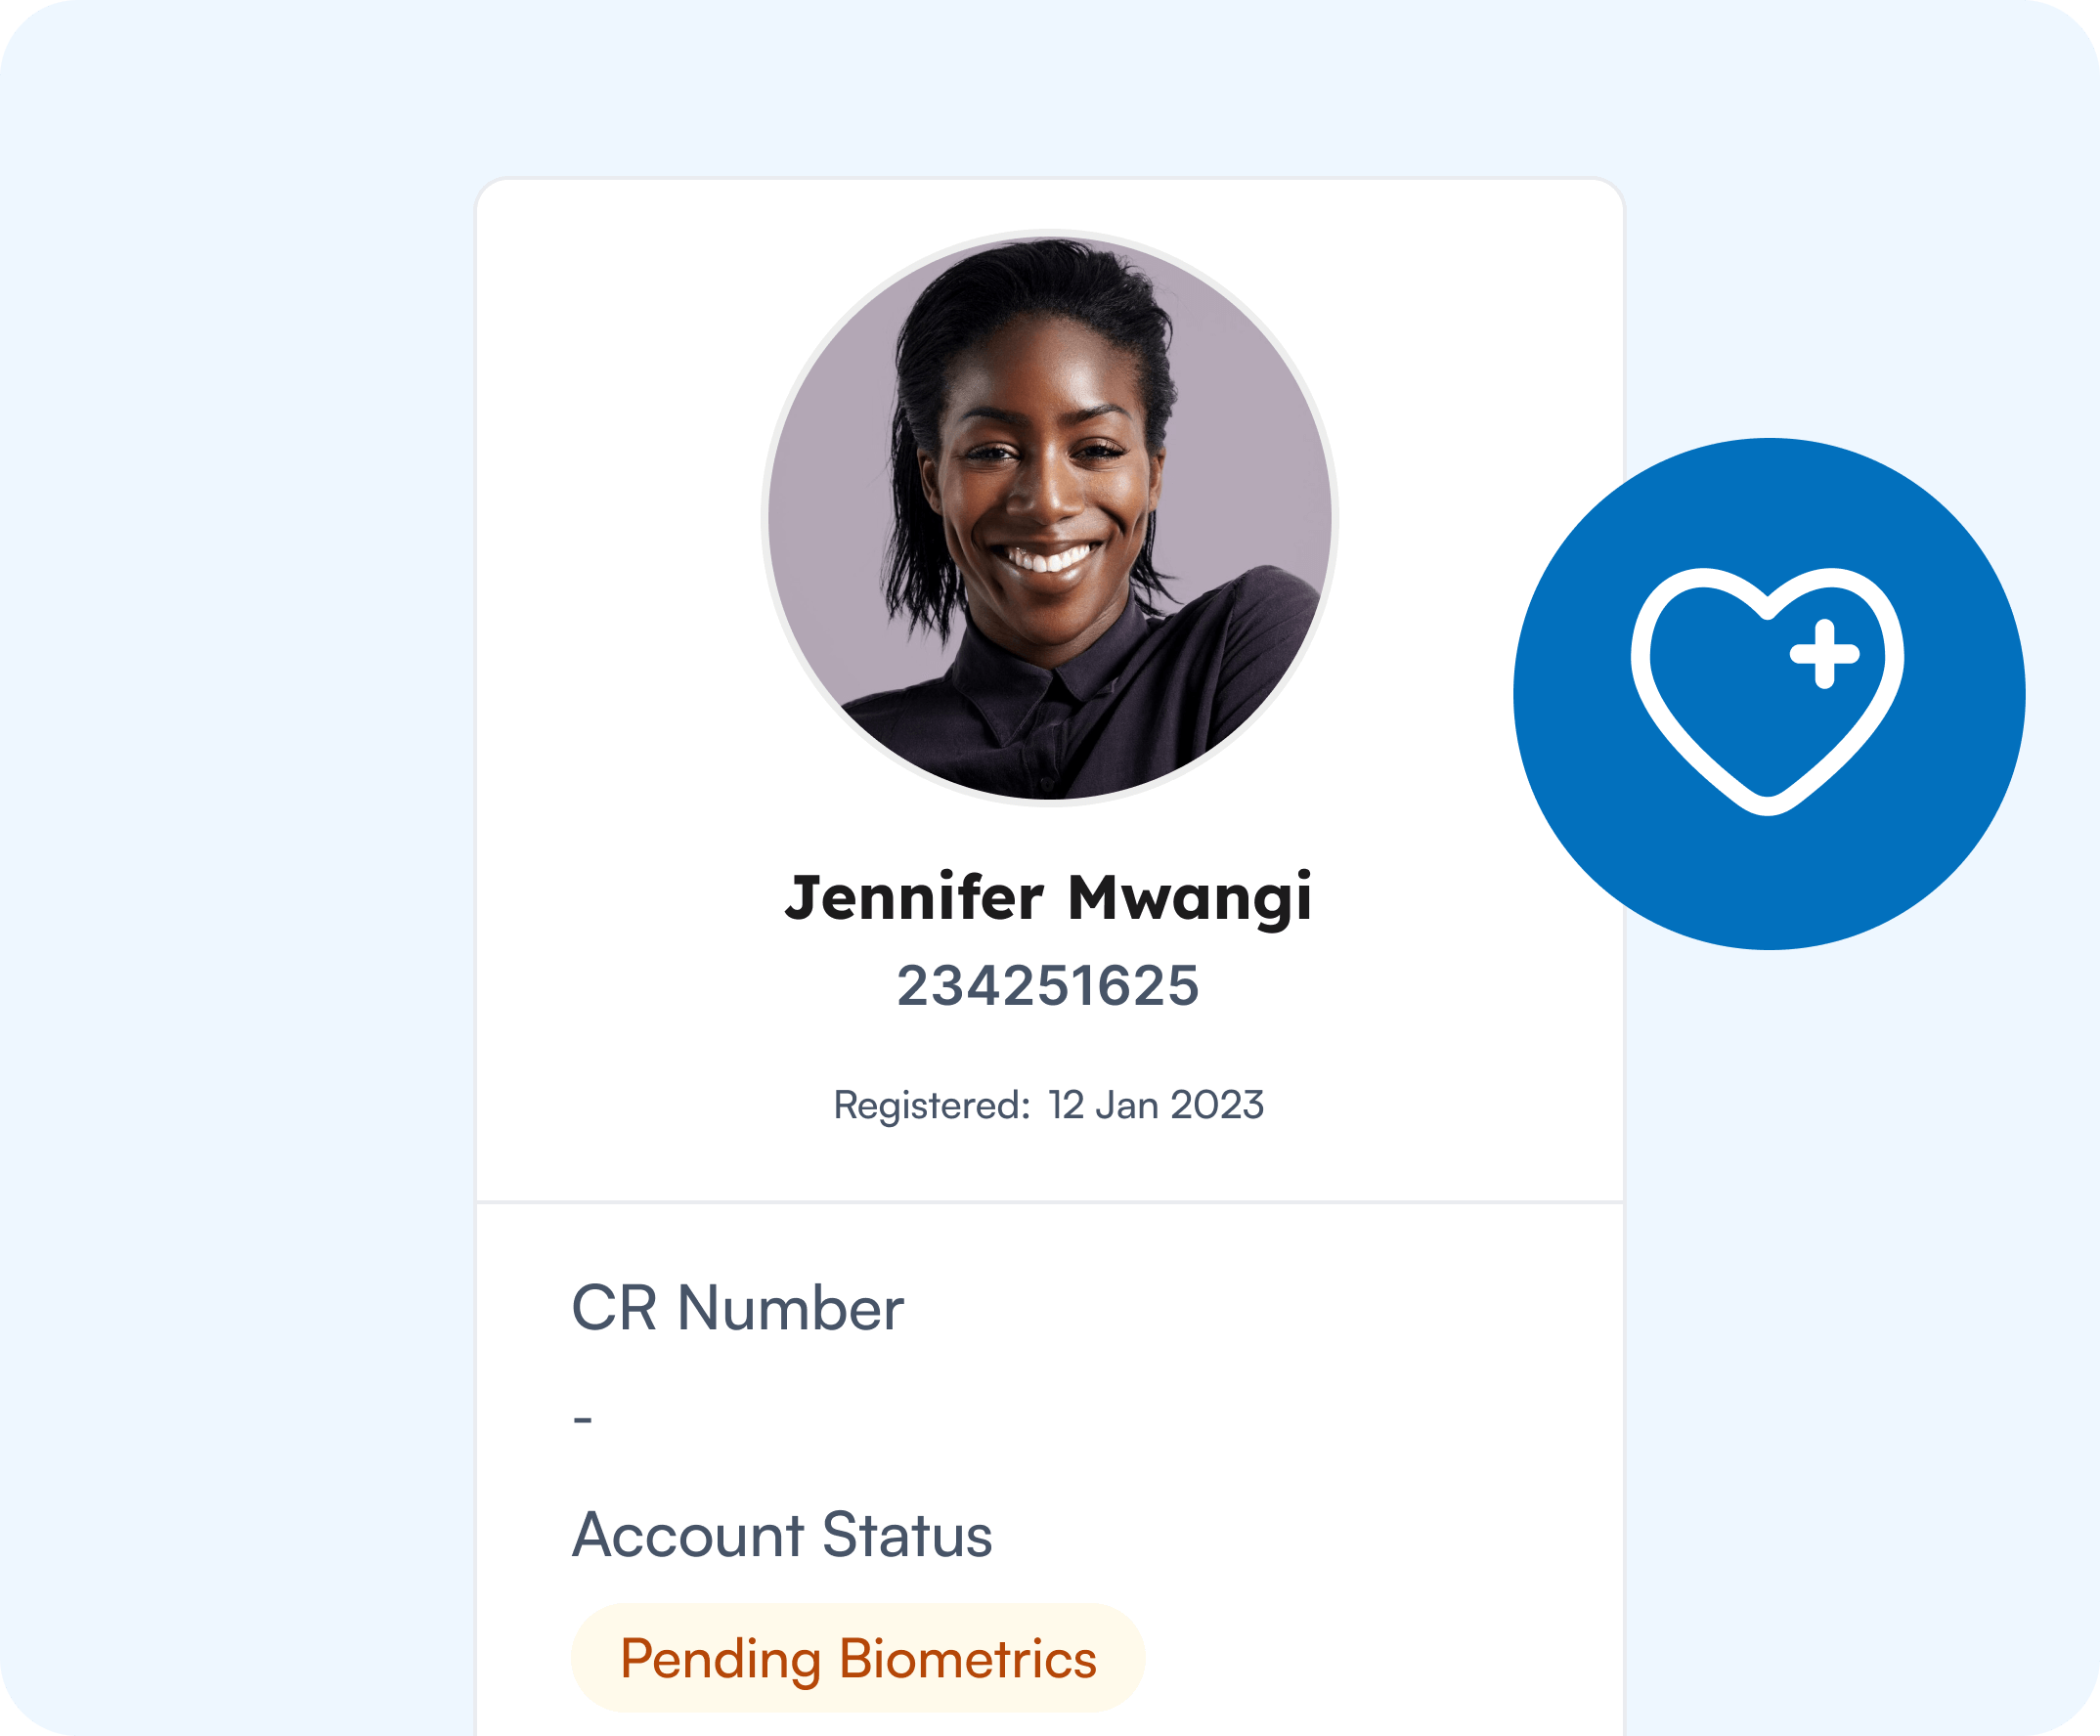 Jennifer Mwangi
234251625
Registered: 12 Jan 2023
CR Number
-
Account Status
Pending Biometrics